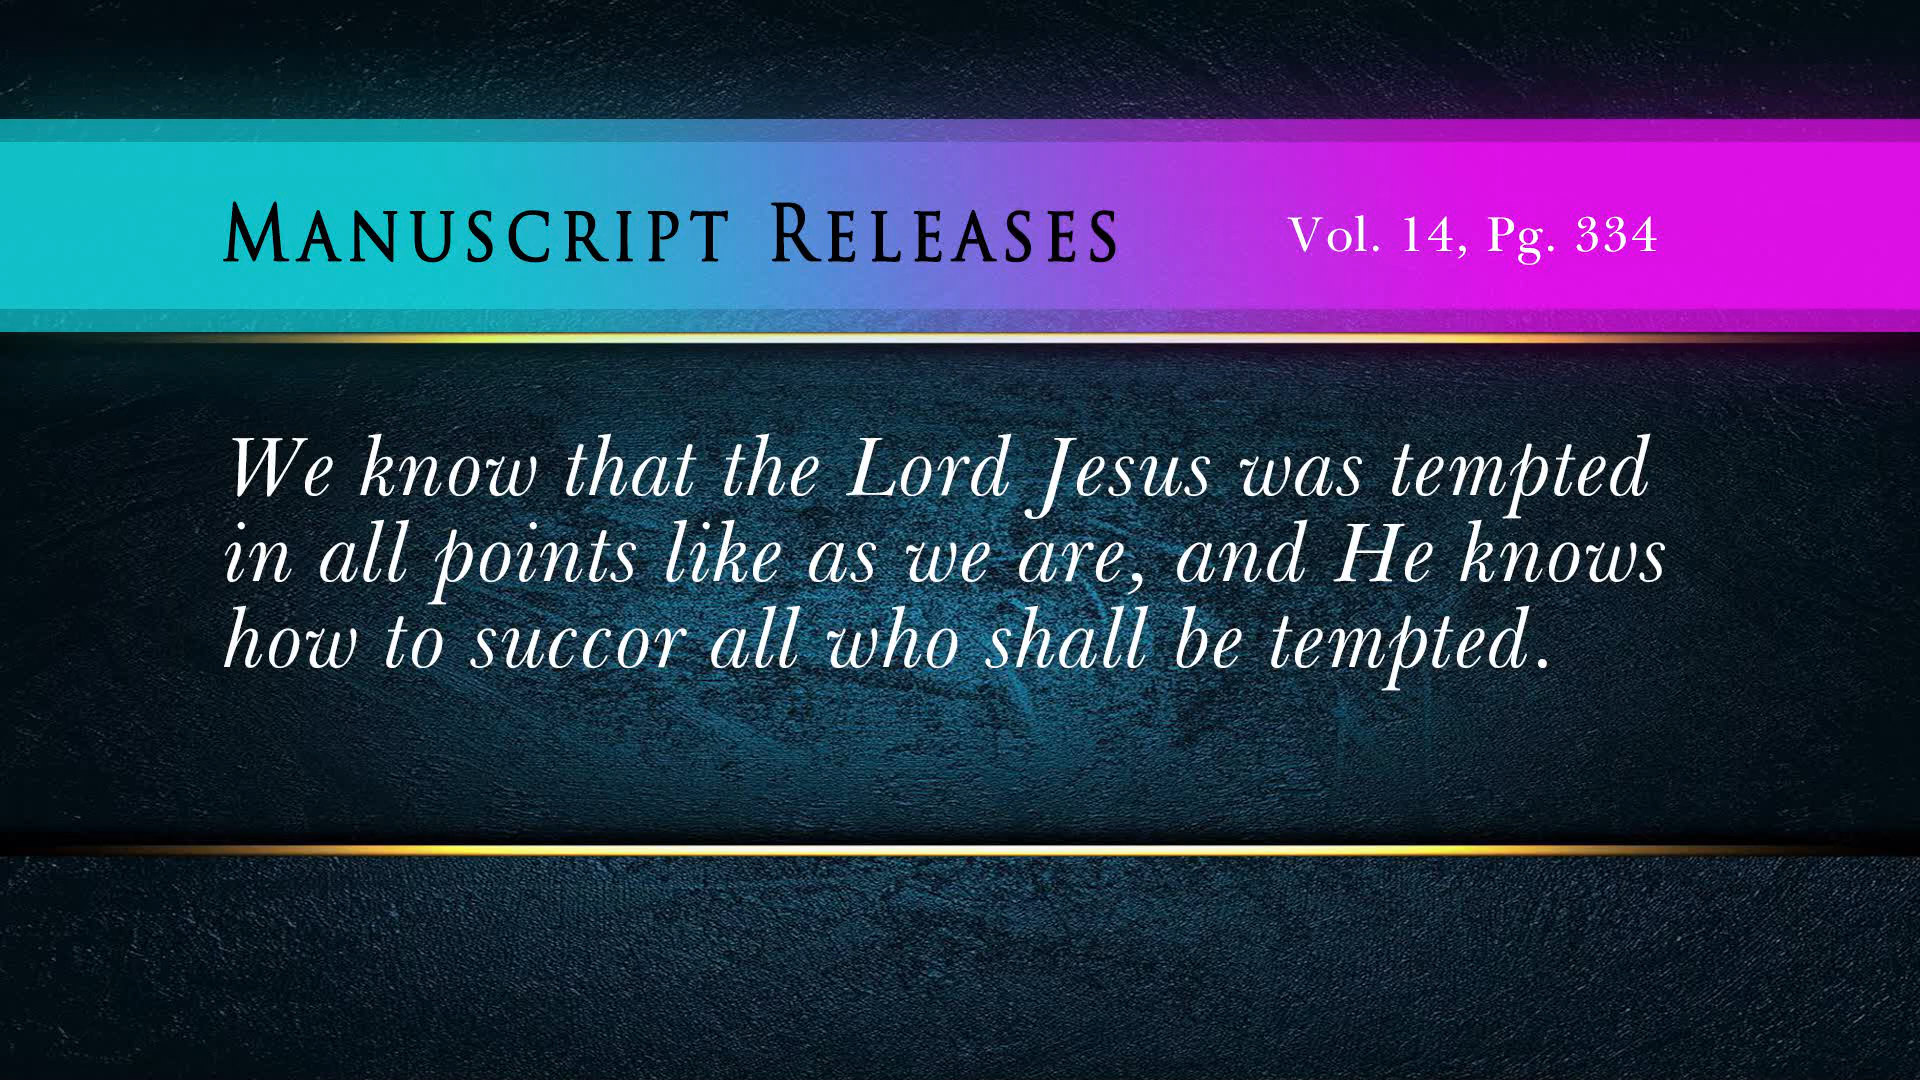 Manuscript Releases Vol. 14, Pg. 334
We know that the Lord Jesus was tempted
in all points like as we are, and He knows
how to succor all who shall be tempted.